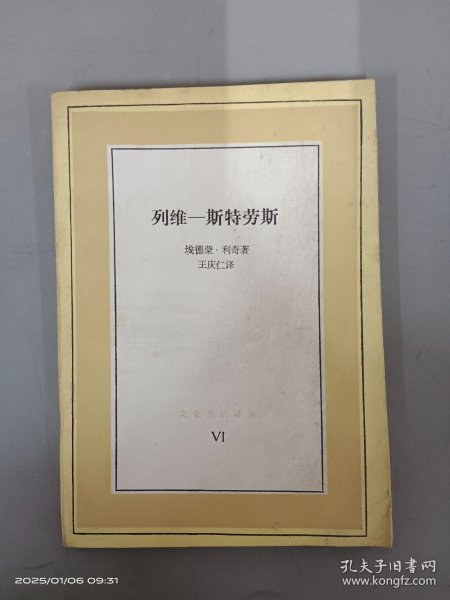 列维—斯特劳斯
埃德蒙·利奇著
王庆仁译
文化生活译丛
VI
2025/01/06 09:31
孔夫子旧书网
www.kongfz.com